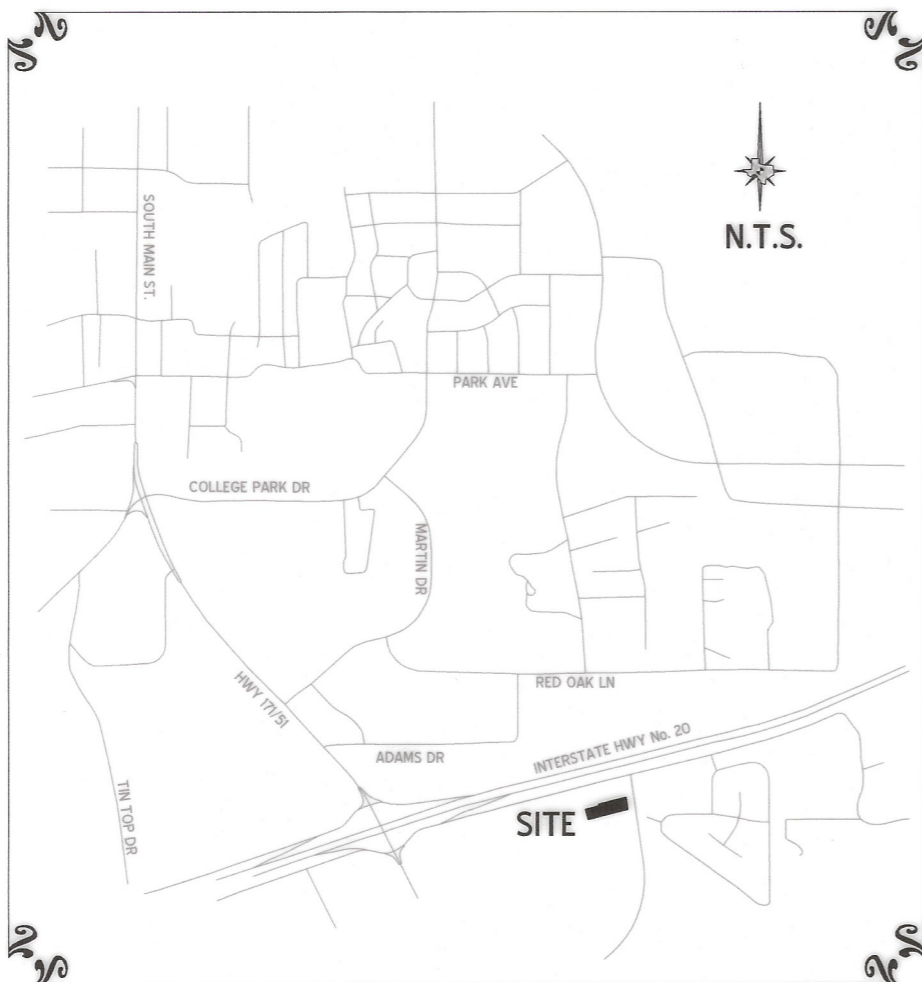 N.T.S.
SOUTH MAIN ST.
PARK AVE
COLLEGE PARK DR
MARTIN DR
RED OAK LN
HWY 171/51
INTERSTATE HWY No. 20
ADAMS DR
TIN TOP DR
SITE